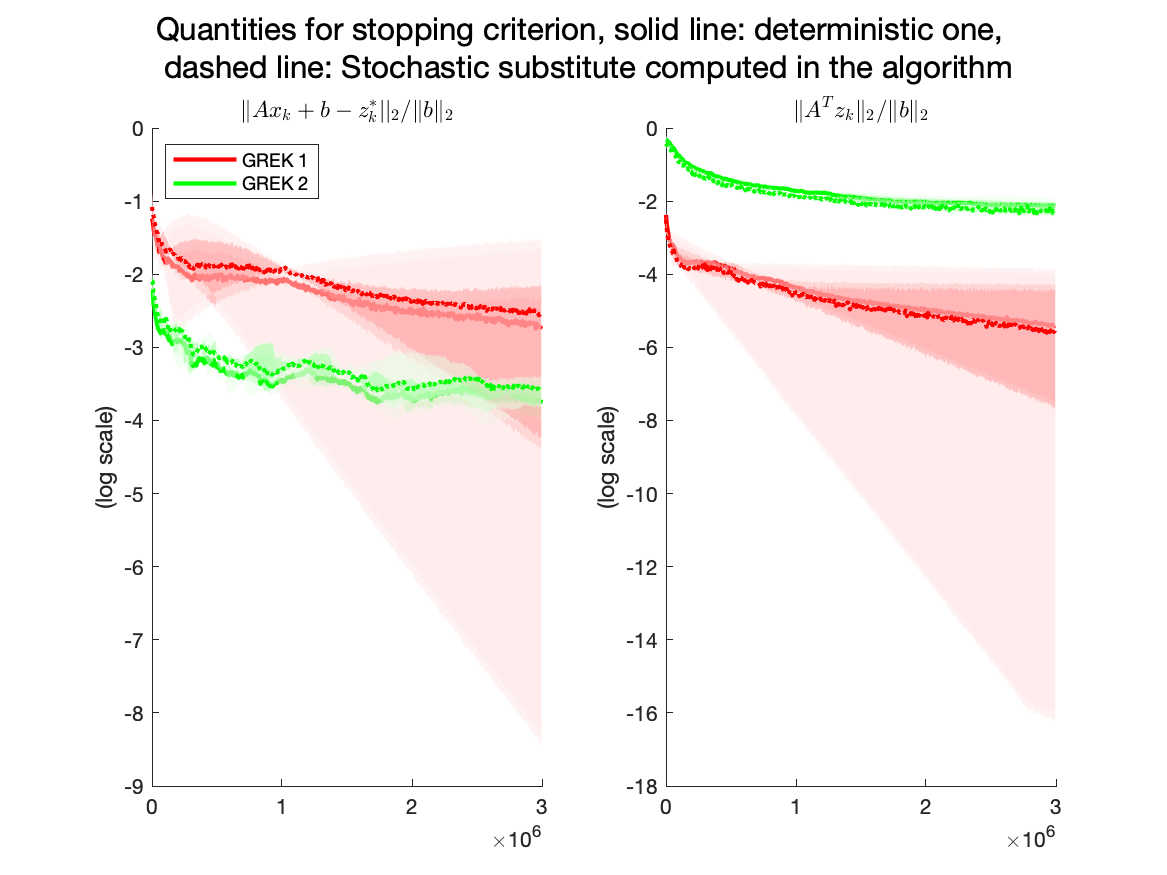 Quantities for stopping criterion, solid line: deterministic one,
dashed line: Stochastic substitute computed in the algorithm
‖Ax_k + b − z_k^*||_2/‖b‖_2
GREK 1
GREK 2
(log scale)
0
-1
-2
-3
-4
-5
-6
-7
-8
-9
0 1 2 3
×10^6
‖A^T z_k‖_2/‖b‖_2
(log scale)
0
-2
-4
-6
-8
-10
-12
-14
-16
-18
0 1 2 3
×10^6